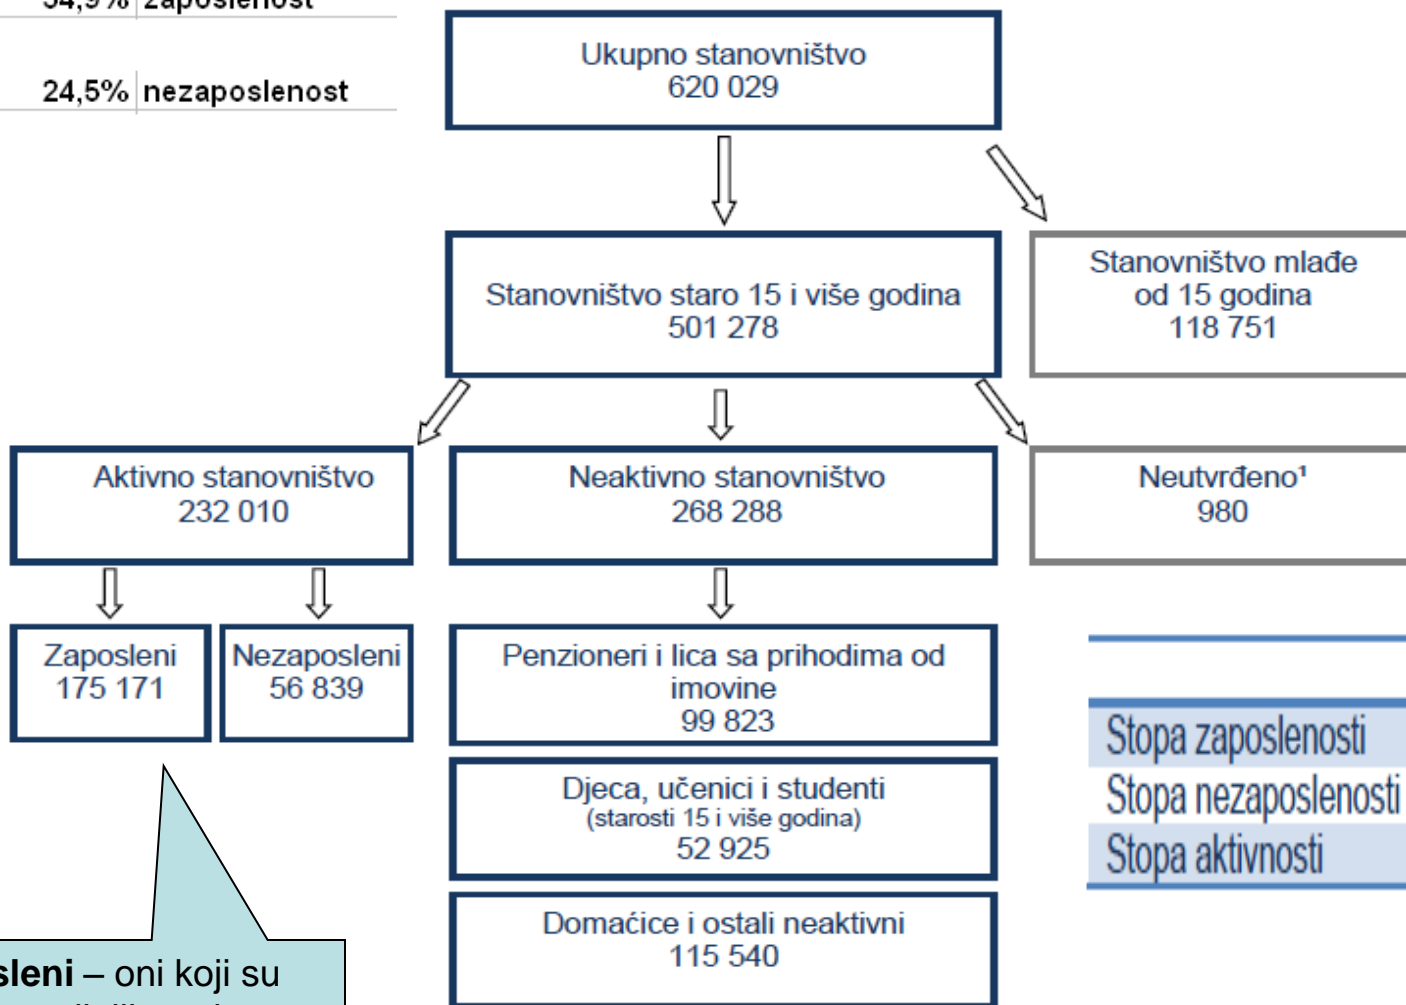 zaposlenost
24,5% nezaposlenost
Ukupno stanovništvo
620 029
Stanovništvo staro 15 i više godina
501 278
Stanovništvo mlađe
od 15 godina
118 751
Aktivno stanovništvo
232 010
Neaktivno stanovništvo
268 288
Neutvrđeno¹
980
Zaposleni
175 171
Nezaposleni
56 839
Penzioneri i lica sa prihodima od
imovine
99 823
Djeca, učenici i studenti
(starosti 15 i više godina)
52 925
Domaćice i ostali neaktivni
115 540
Stopa zaposlenosti
Stopa nezaposlenosti
Stopa aktivnosti
sleni – oni koji su